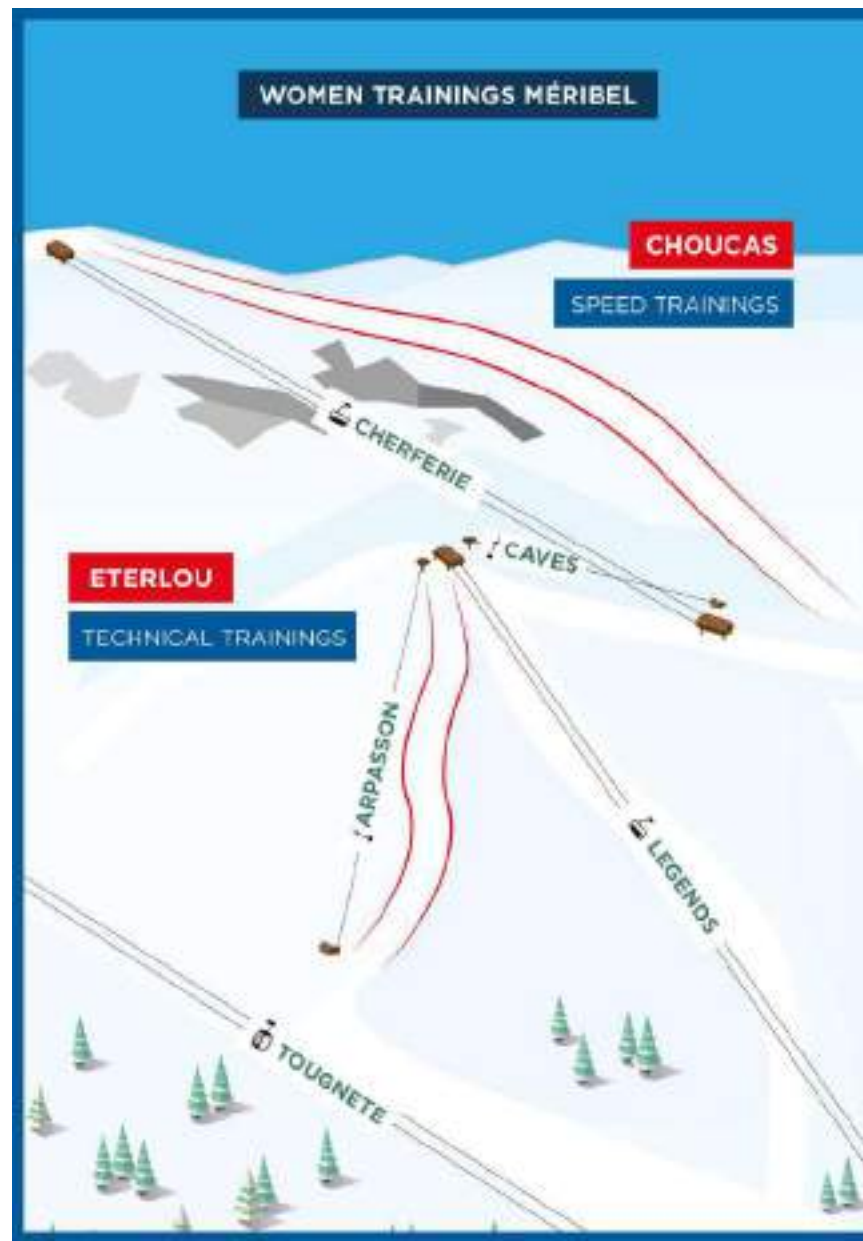 WOMEN TRAININGS MÉRIBEL
CHOUCAS
SPEED TRAININGS
CHERFERIE
CAVES
ETERLOU
TECHNICAL TRAININGS
ARPASSON
LEGENDS
TOUGNETE